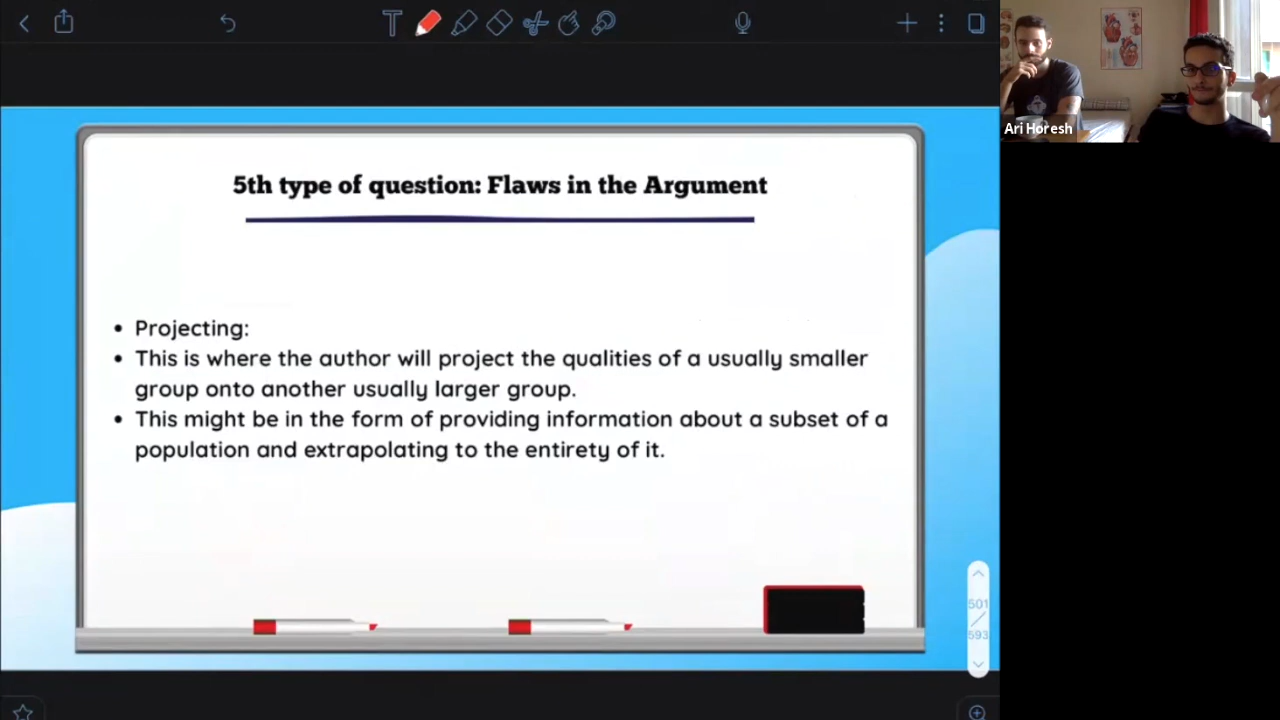 Ari Horesh
5th type of question: Flaws in the Argument
• Projecting:
• This is where the author will project the qualities of a usually smaller
group onto another usually larger group.
• This might be in the form of providing information about a subset of a
population and extrapolating to the entirety of it.
501
/
593